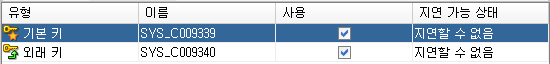 유형 이름 사용 지연 가능 상태
기본 키 SYS_C009339 지연할 수 없음
외래 키 SYS_C009340 지연할 수 없음